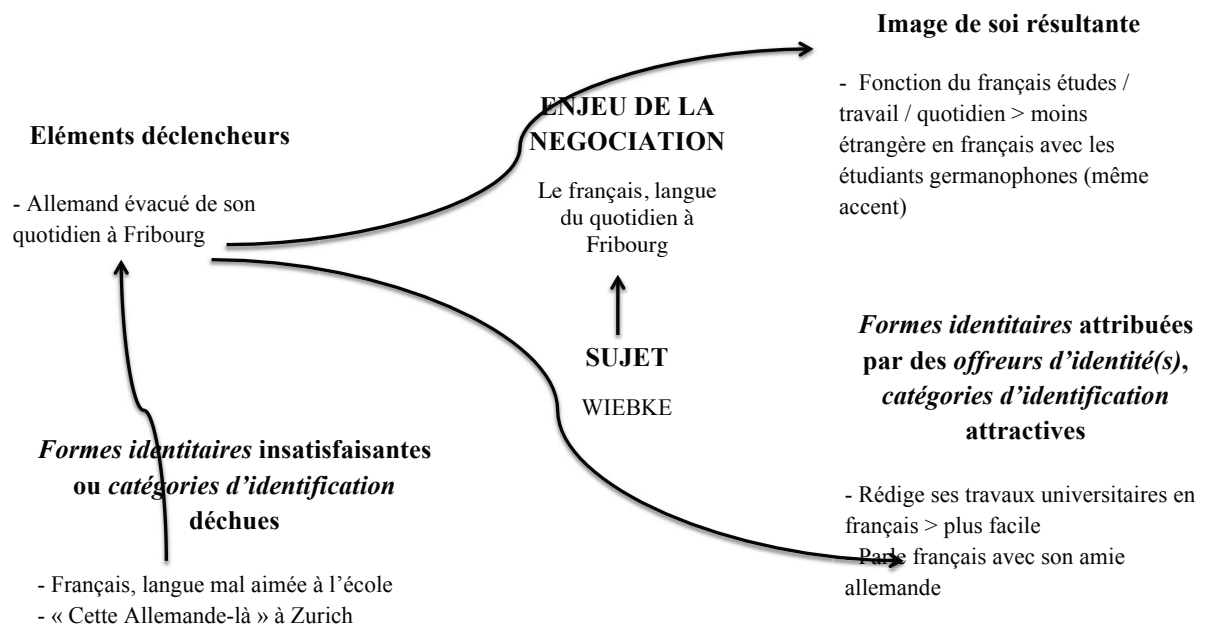 Eléments déclencheurs
- Allemand évacué de son
quotidien à Fribourg
Formes identitaires insatisfaisantes
ou catégories d’identification
déchues
- Français, langue mal aimée à l’école
- « Cette Allemande-là » à Zurich
ENJEU DE LA
NEGOCIATION
Le français, langue
du quotidien à
Fribourg
SUJET
WIEBKE
Image de soi résultante
- Fonction du français études /
travail / quotidien > moins
étrangère en français avec les
étudiants germanophones (même
accent)
Formes identitaires attribuées
par des offreurs d’identité(s),
catégories d’identification
attractives
- Rédige ses travaux universitaires en
français > plus facile
- Parle français avec son amie
allemande